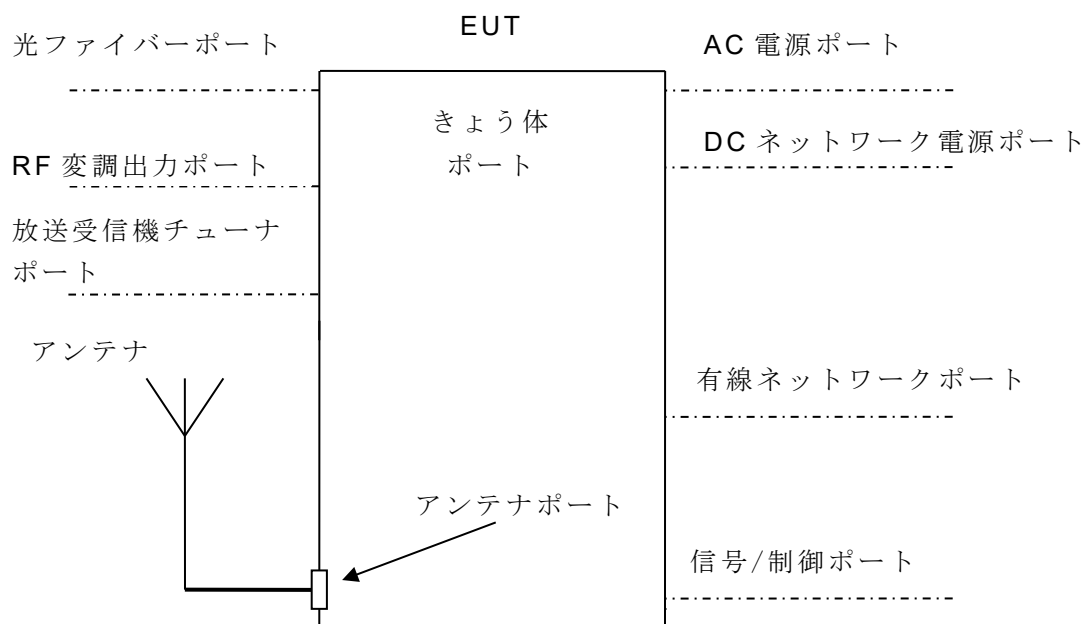 EUT
光ファイバーポート
RF 変調出力ポート
放送受信機チューナ
ポート
アンテナ
きょう体
ポート
アンテナポート
AC 電源ポート
DC ネットワーク電源ポート
有線ネットワークポート
信号/制御ポート